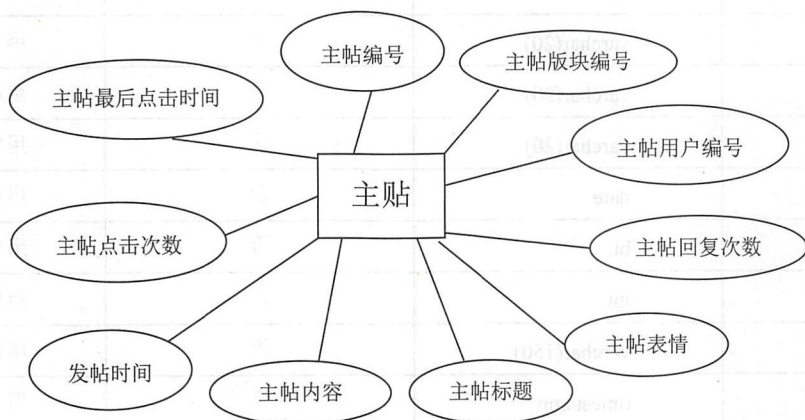 主帖编号
主帖版块编号
主帖最后点击时间
主帖用户编号
主贴
主帖点击次数
主帖回复次数
主帖表情
发帖时间
主帖内容
主帖标题